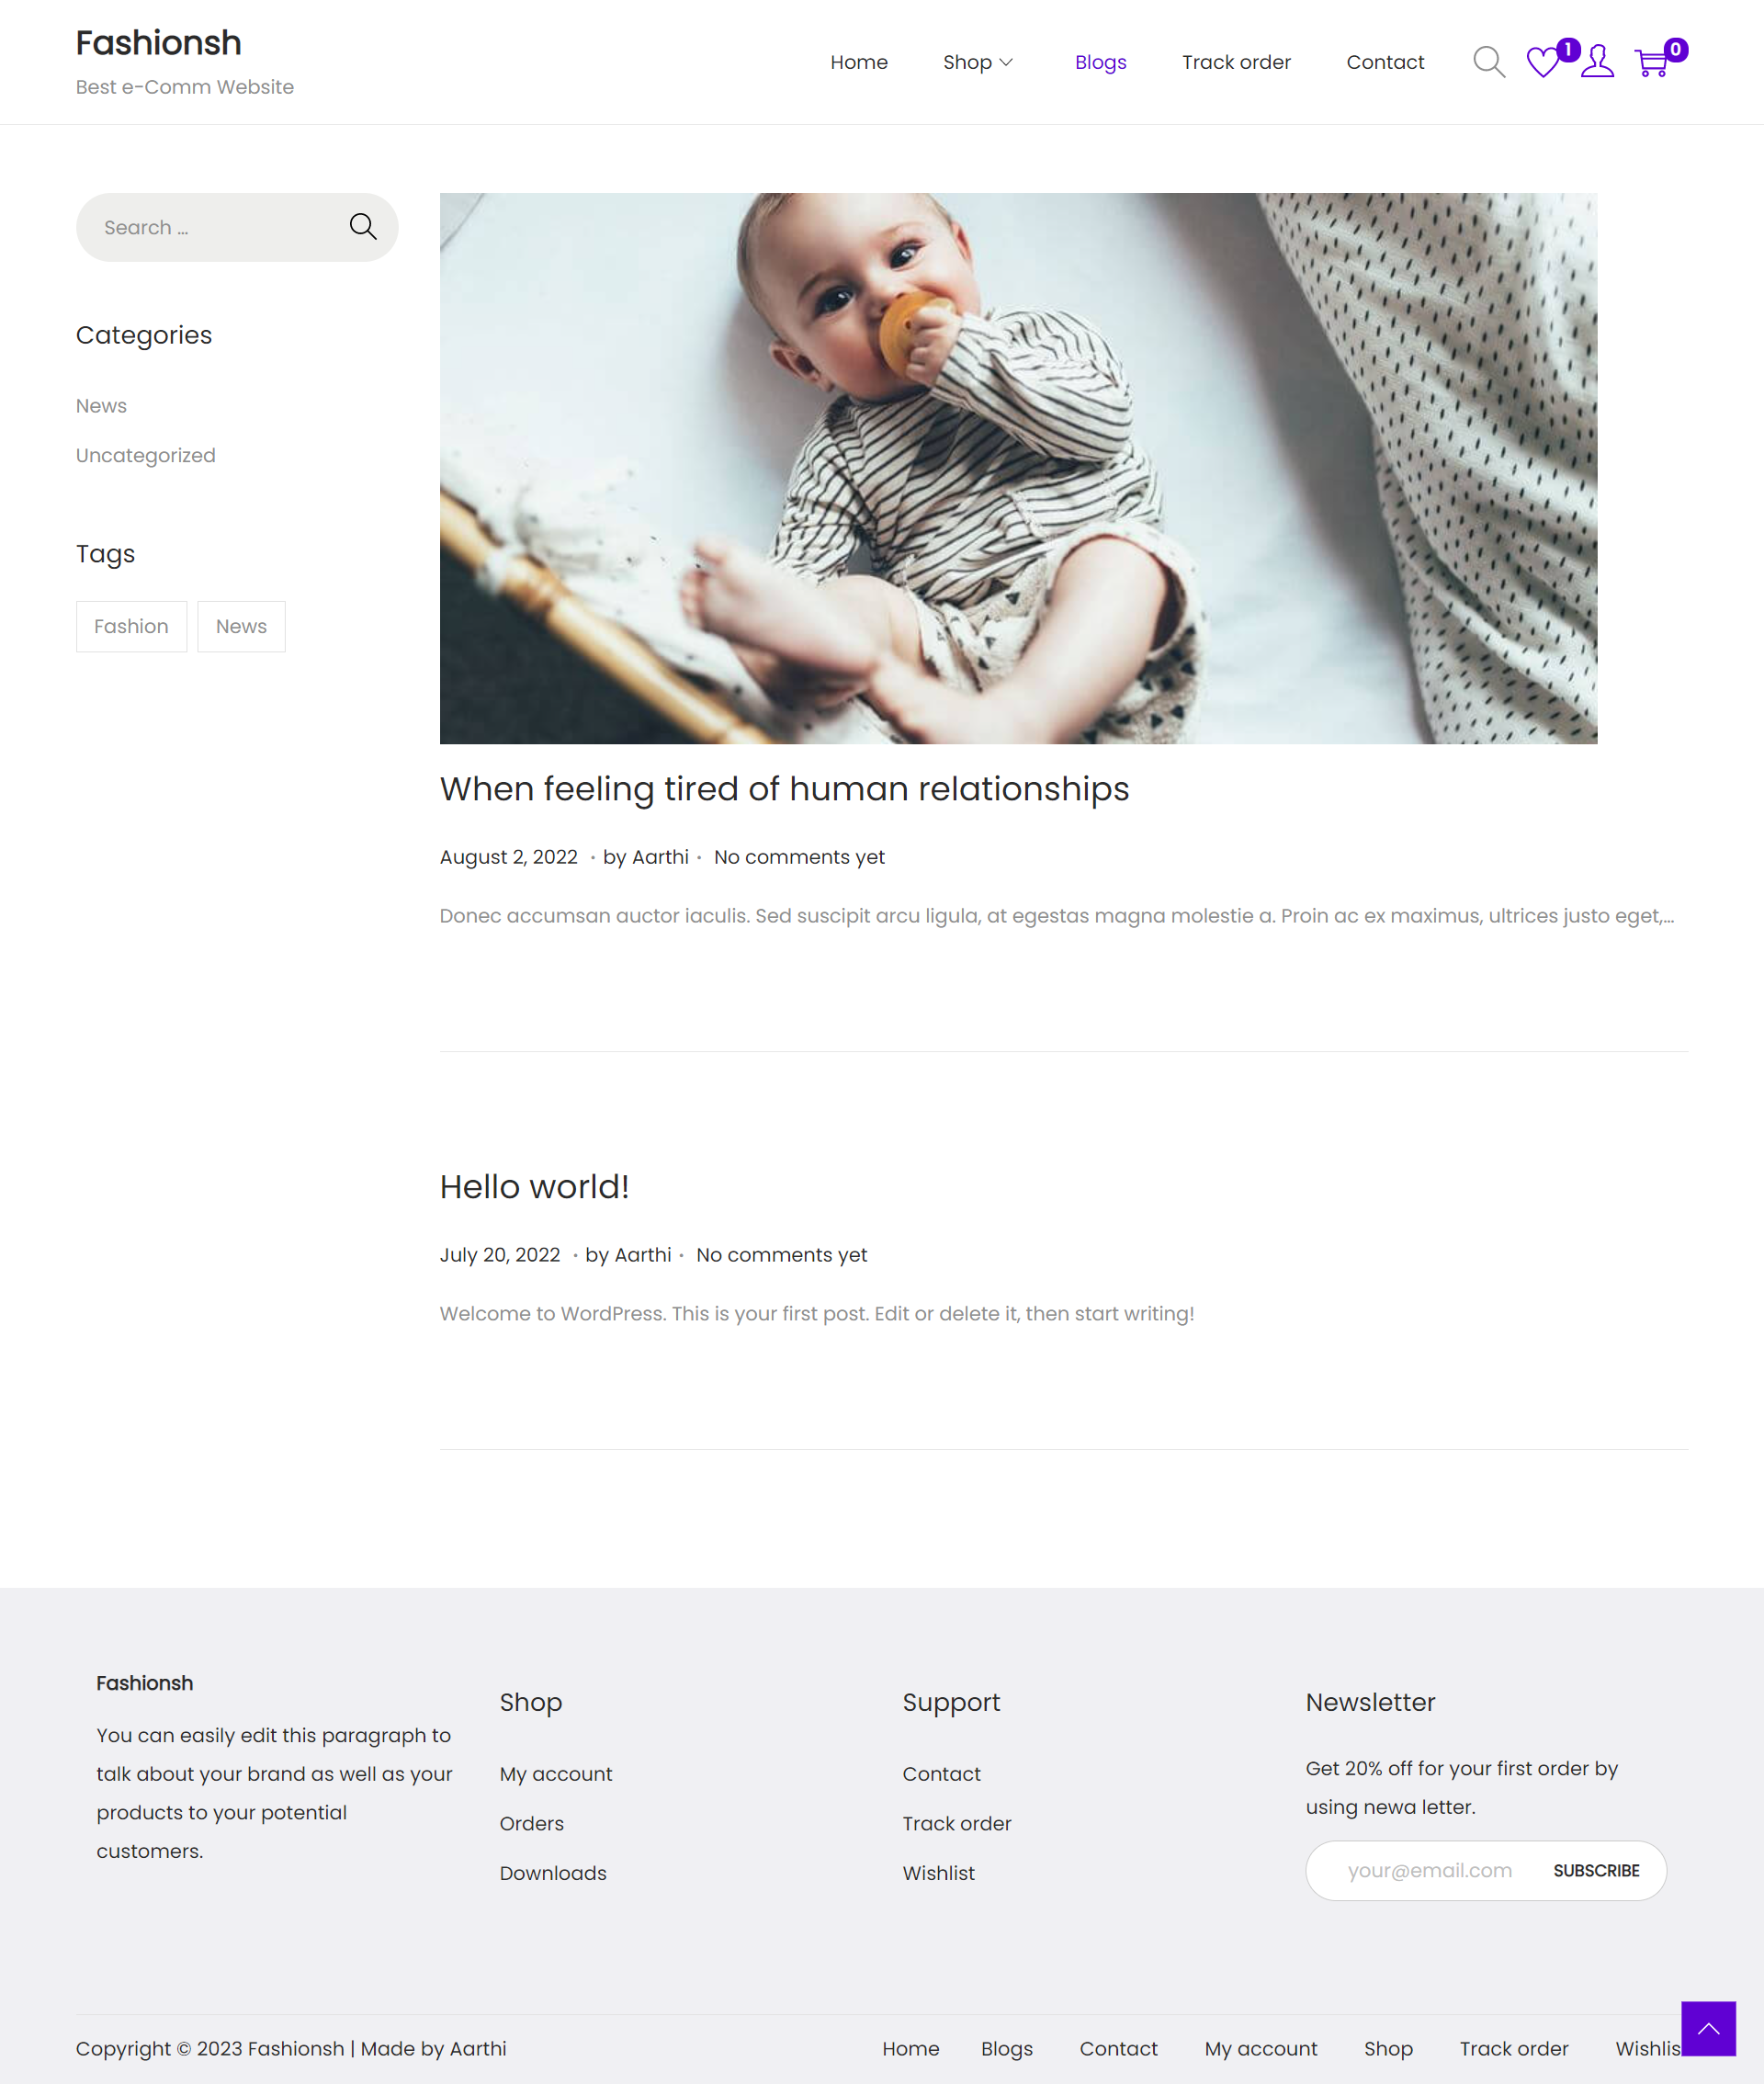 Fashionsh
Best e-Comm Website
Home Shop Blogs Track order Contact 1 0
Search ...
Categories
News
Uncategorized
Tags
Fashion News
When feeling tired of human relationships
August 2, 2022 • by Aarthi • No comments yet
Donec accumsan auctor iaculis. Sed suscipit arcu ligula, at egestas magna molestie a. Proin ac ex maximus, ultrices justo eget,...
Hello world!
July 20, 2022 • by Aarthi • No comments yet
Welcome to WordPress. This is your first post. Edit or delete it, then start writing!
Fashionsh
You can easily edit this paragraph to
talk about your brand as well as your
products to your potential
customers.
Shop
My account
Orders
Downloads
Support
Contact
Track order
Wishlist
Newsletter
Get 20% off for your first order by
using newa letter.
your@email.com SUBSCRIBE
Copyright © 2023 Fashionsh | Made by Aarthi
Home Blogs Contact My account Shop Track order Wishlis